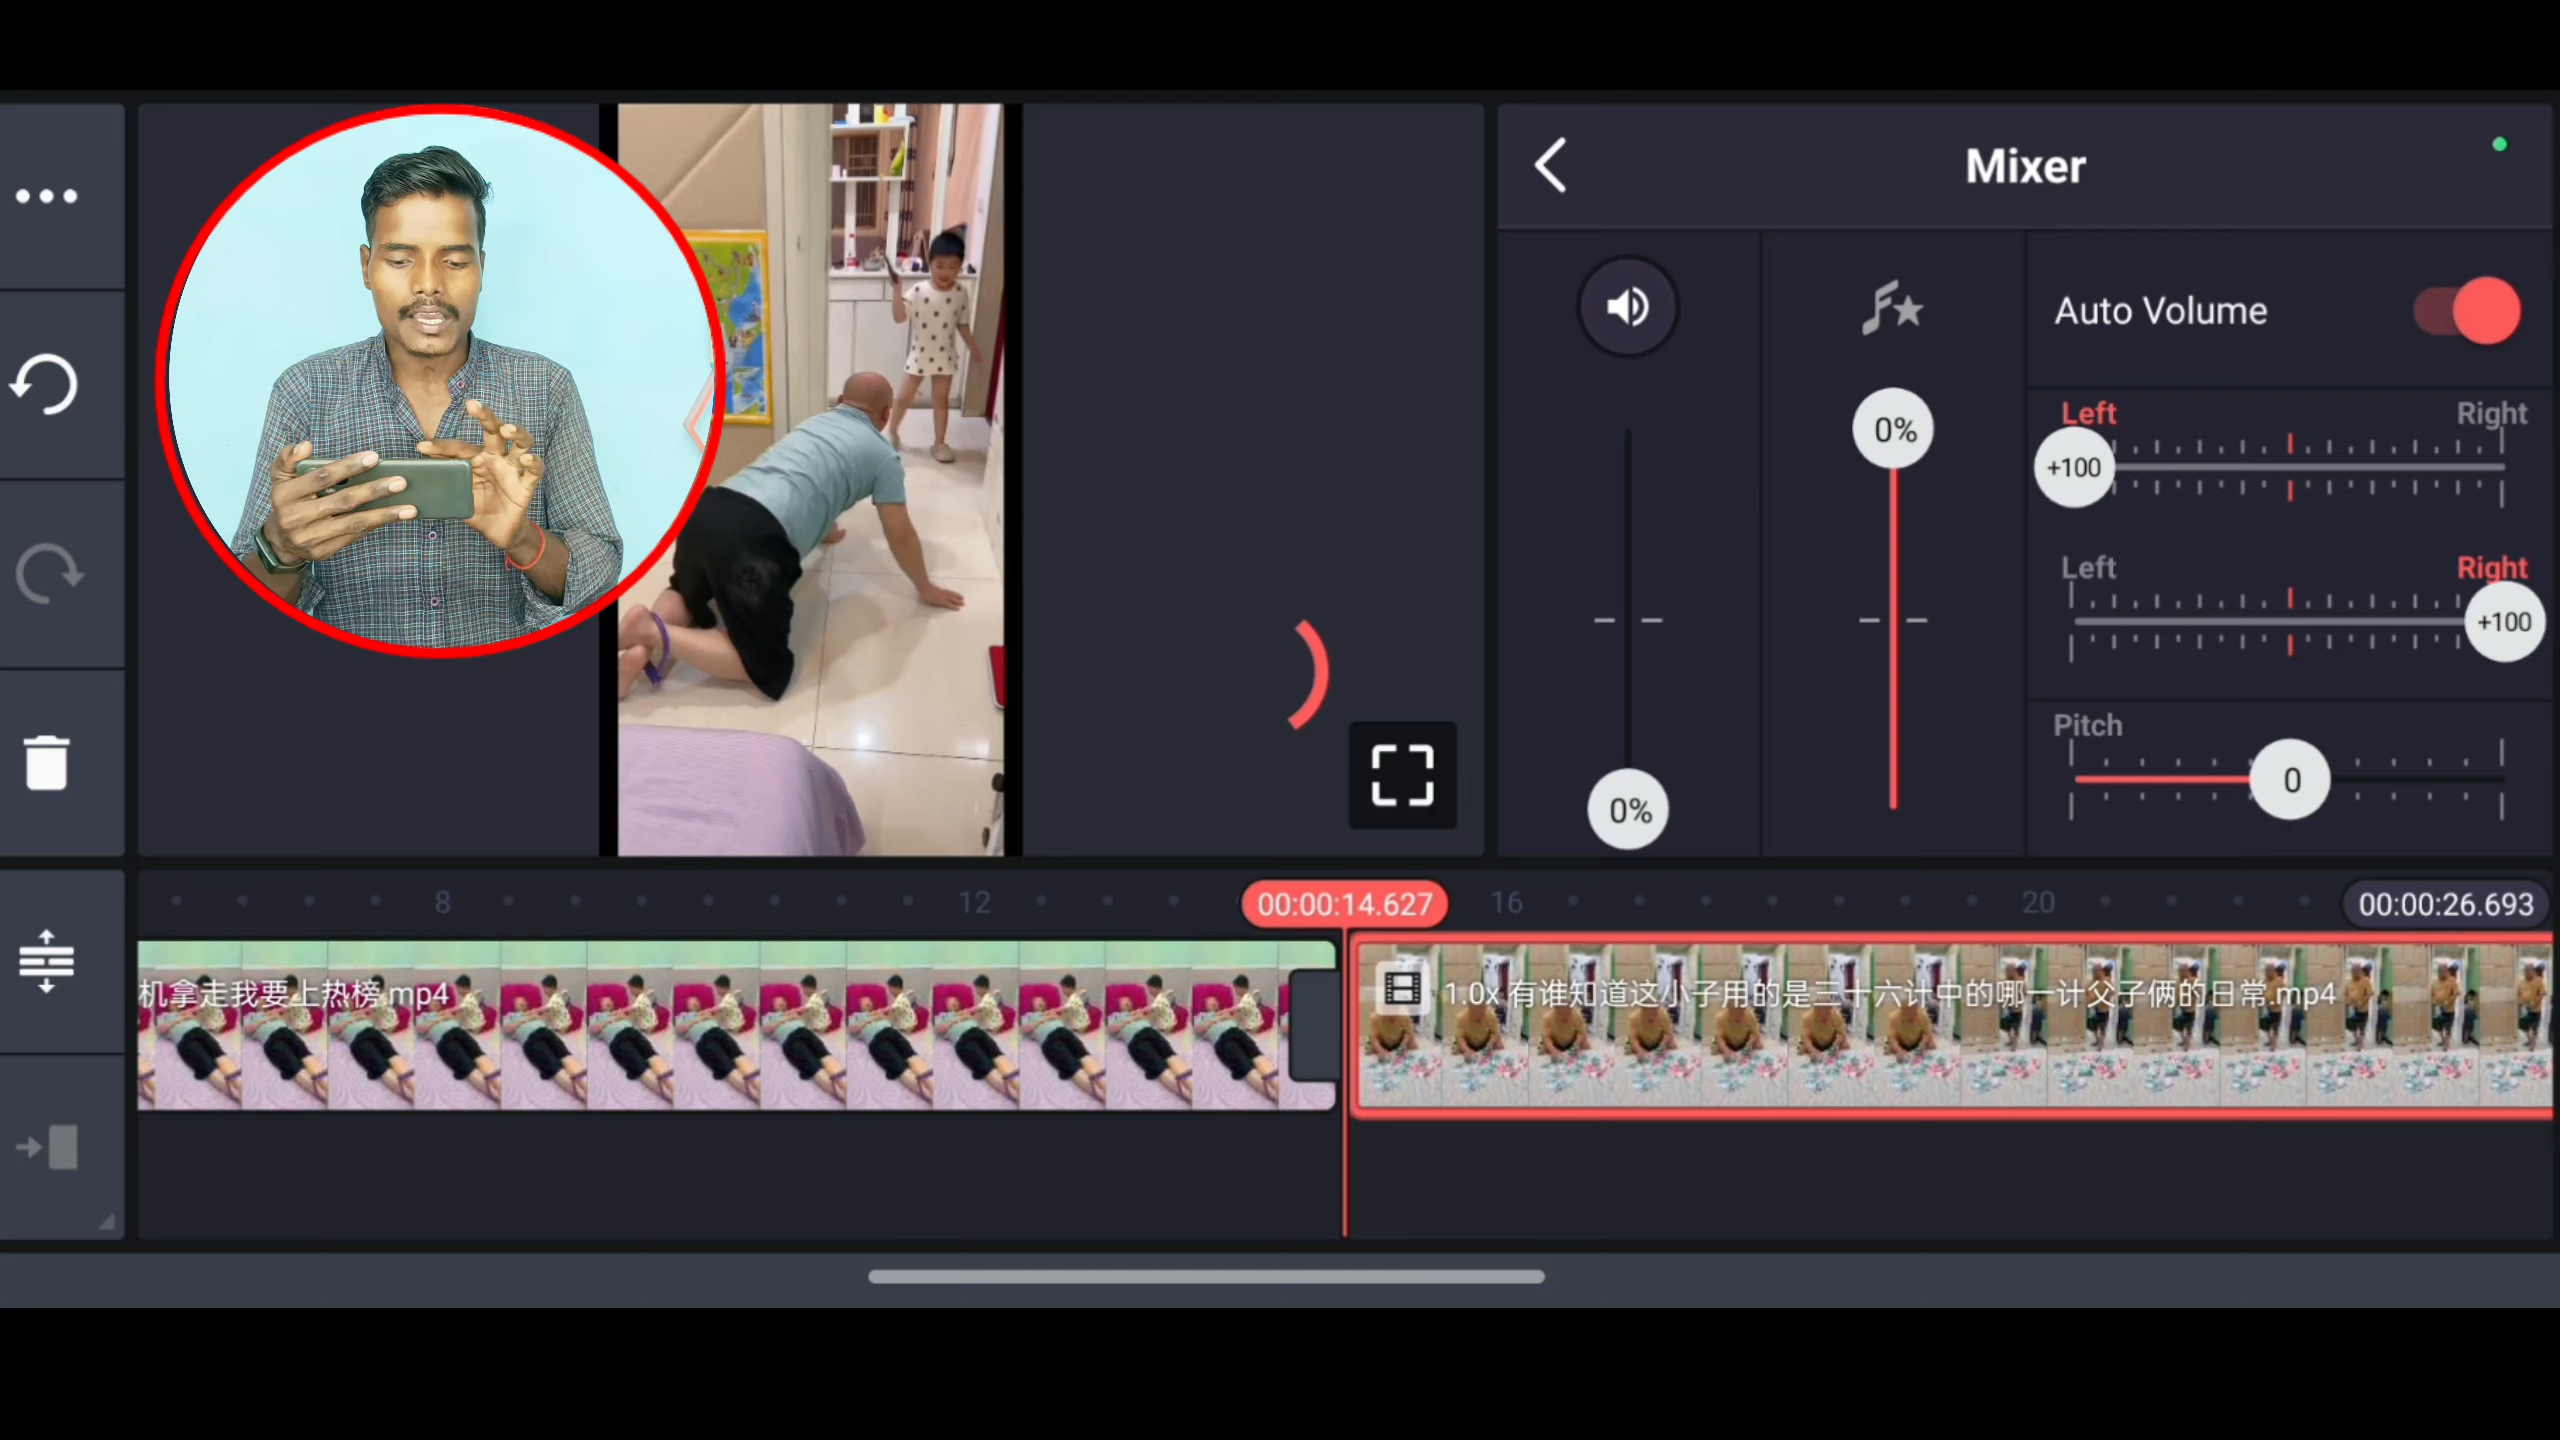 Mixer
Auto Volume
0%
Left
Right
+100
Left
Right
+100
Pitch
0
0%
8
12
00:00:14.627
16
20
00:00:26.693
机拿走我要上热榜.mp4
1.0x 有谁知道这小子用的是三十六计中的哪一计父子俩的日常.mp4